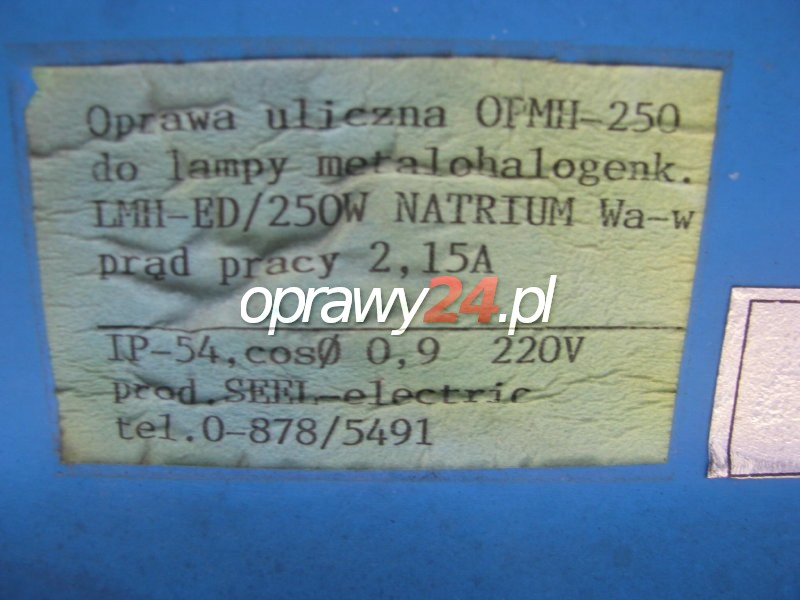 Oprawa uliczna OPMH-250
do lampy metalohalogenk.
LMH-ED/250W NATRIUM Wa-w
prąd pracy 2,15A
oprawy24.pl
IP-54,cosØ 0,9 220V
prod.SEEL-electric
tel.0-878/5491